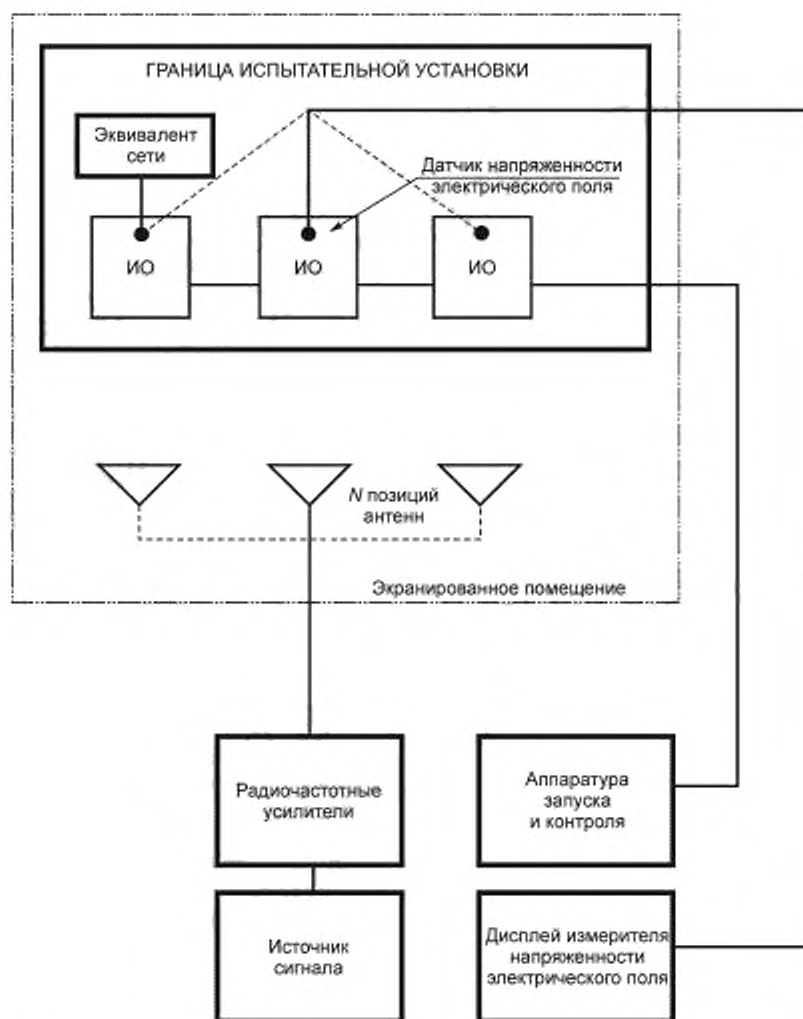 ГРАНИЦА ИСПЫТАТЕЛЬНОЙ УСТАНОВКИ
Эквивалент
сети
Датчик напряженности
электрического поля
ИО
ИО
ИО
N позиций
антенн
Экранированное помещение
Радиочастотные
усилители
Аппаратура
запуска
и контроля
Источник
сигнала
Дисплей измерителя
напряженности
электрического поля